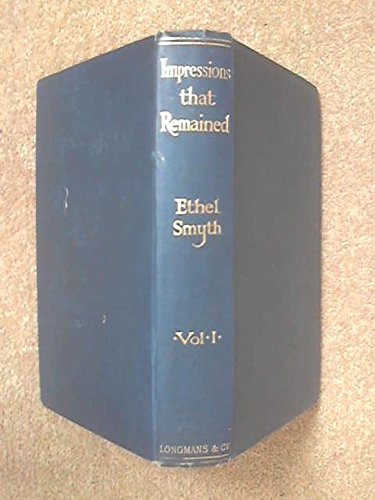 Impressions
that
Remained
Ethel
Smyth
·Vol·I·
LONGMANS & Co